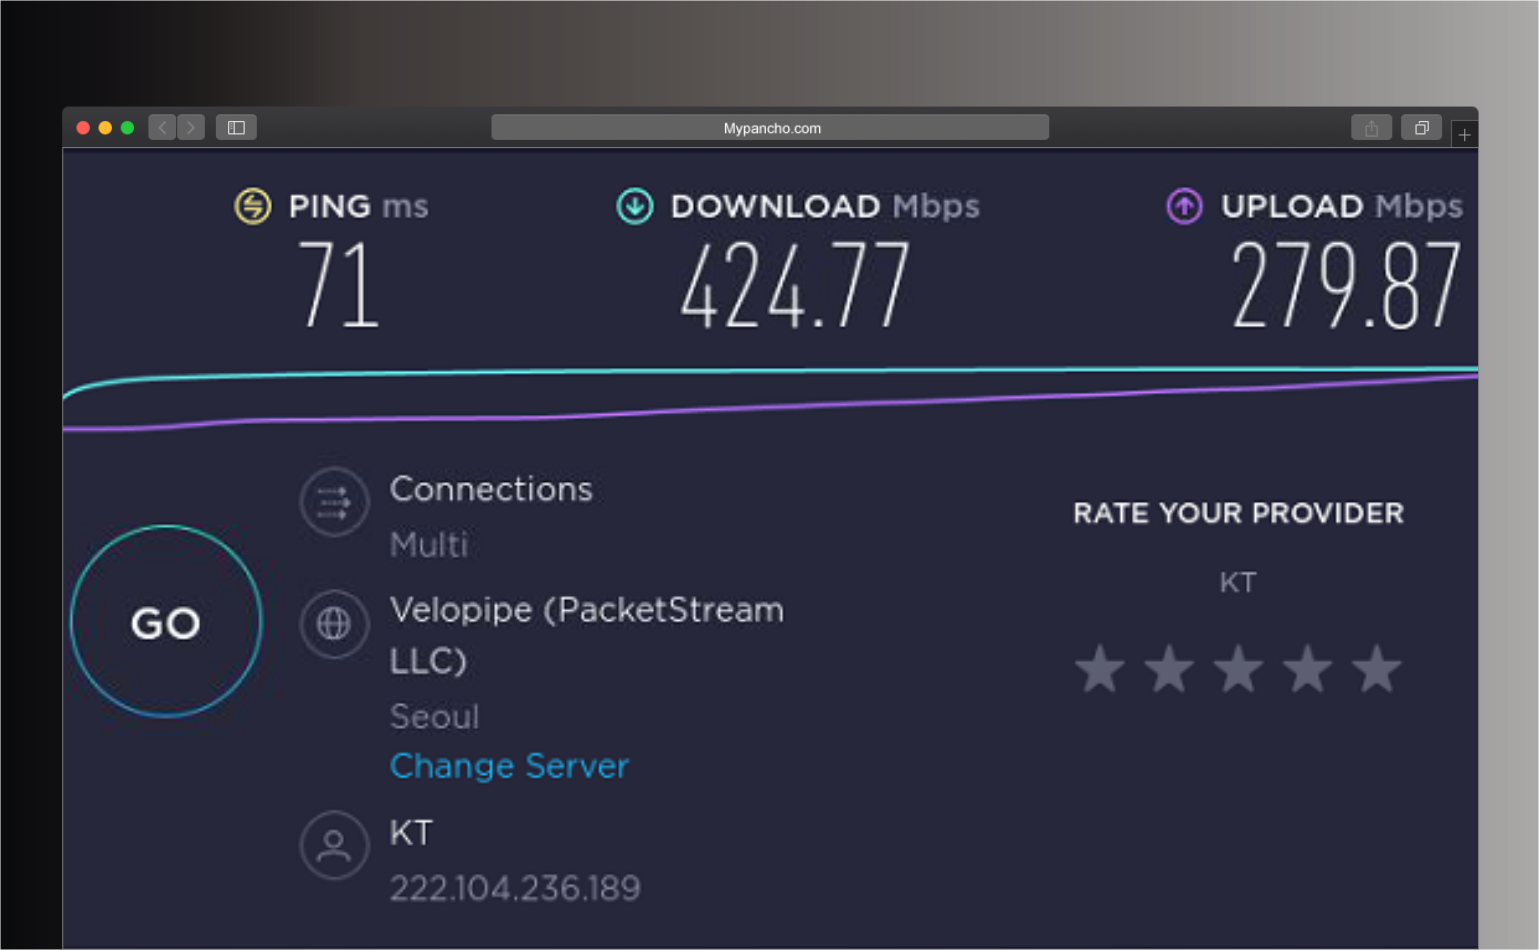 Mypancho.com
PING ms
71
DOWNLOAD Mbps
424.77
UPLOAD Mbps
279.87
GO
Connections
Multi
Velopipe (PacketStream
LLC)
Seoul
Change Server
KT
222.104.236.189
RATE YOUR PROVIDER
KT